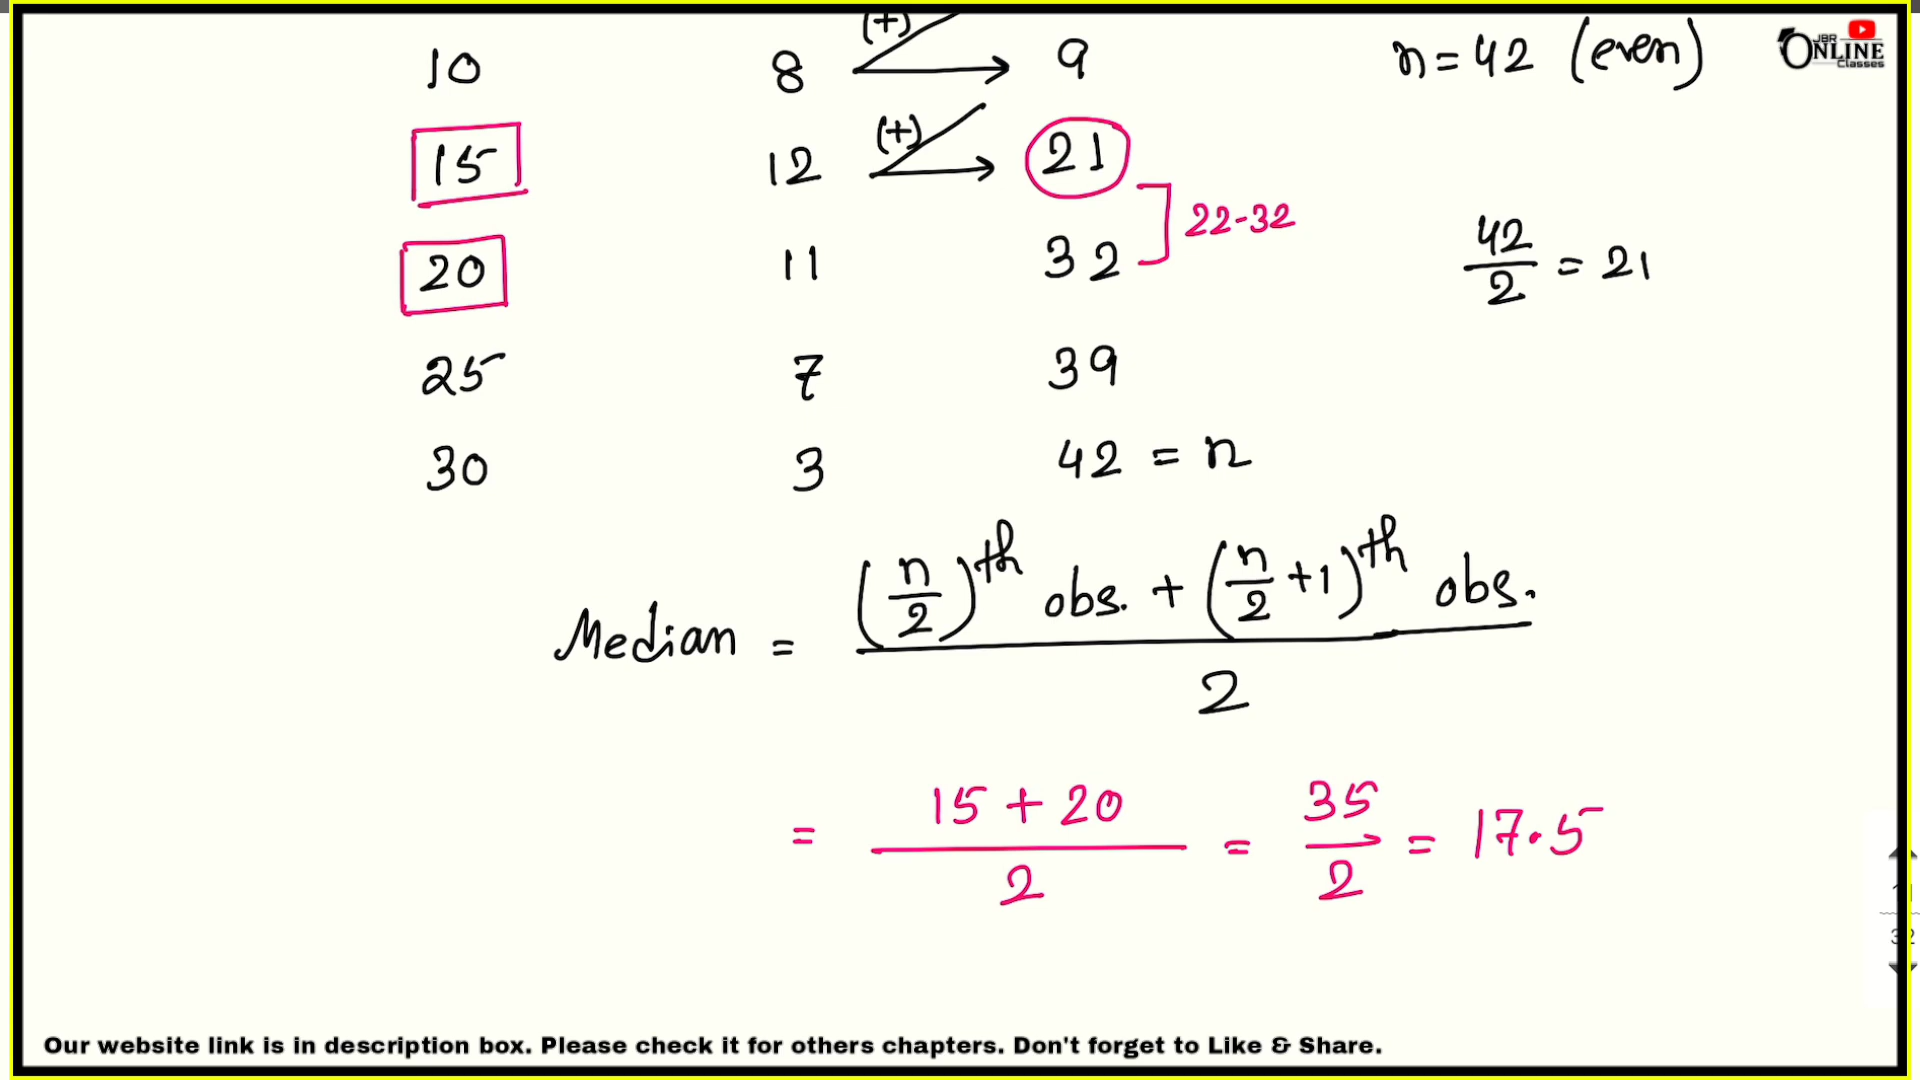 10 8 (+) 9 n = 42 (even)
JBR ONLINE Classes
15 12 (+) 21
22-32
20 11 32 42/2 = 21
25 7 39
30 3 42 = n
Median = ((n/2)th obs. + (n/2 +1)th obs.)/2
= (15 + 20)/2 = 35/2 = 17.5
Our website link is in description box. Please check it for others chapters. Don't forget to Like & Share.